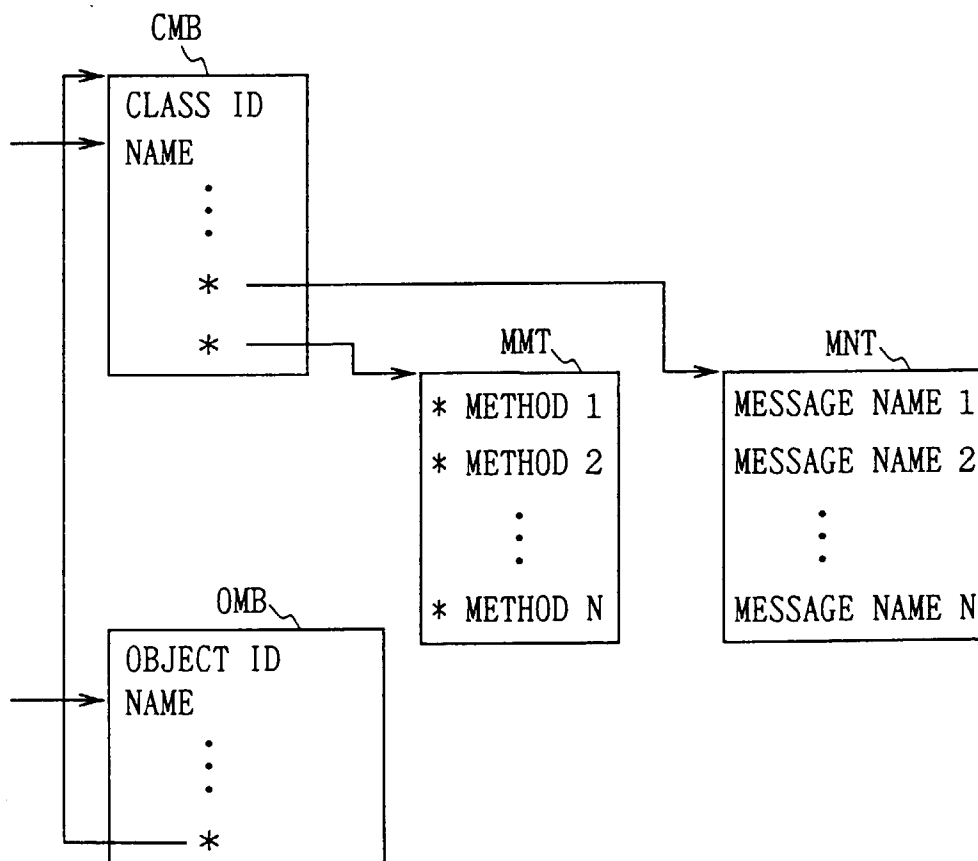 CMB
CLASS ID
NAME
*
*
MMT
* METHOD 1
* METHOD 2
* METHOD N
MNT
MESSAGE NAME 1
MESSAGE NAME 2
MESSAGE NAME N
OMB
OBJECT ID
NAME
*